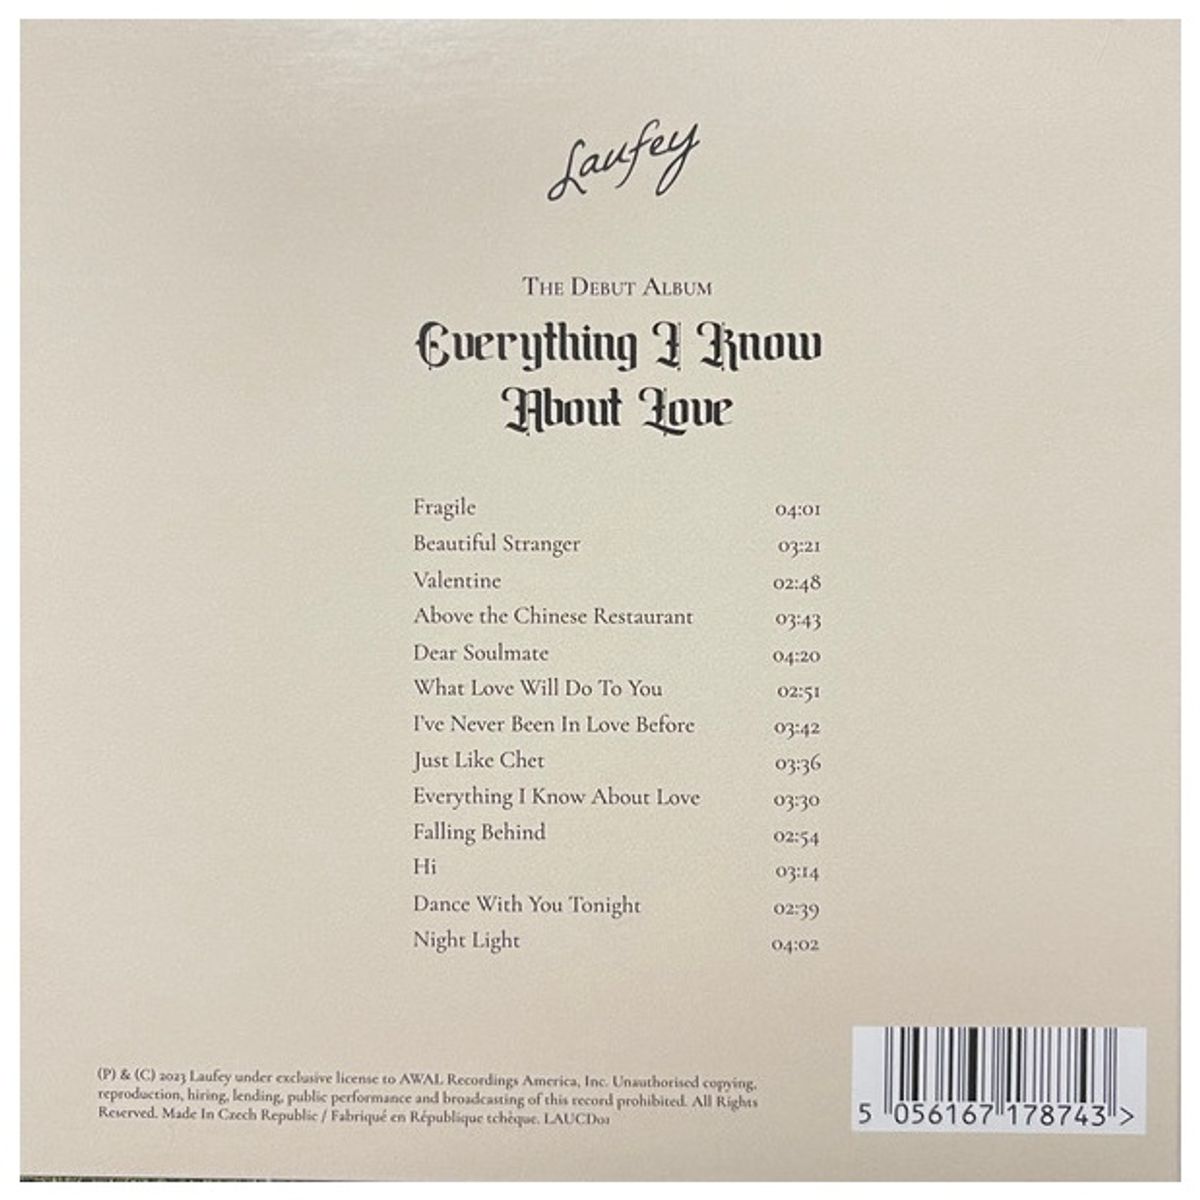 Laufey
The Debut Album
Everything I Know
About Love
Fragile 04:01
Beautiful Stranger 03:21
Valentine 02:48
Above the Chinese Restaurant 03:43
Dear Soulmate 04:20
What Love Will Do To You 02:51
I've Never Been In Love Before 03:42
Just Like Chet 03:36
Everything I Know About Love 03:30
Falling Behind 02:54
Hi 03:14
Dance With You Tonight 02:39
Night Light 04:02
(P) & (C) 2023 Laufey under exclusive license to AWAL Recordings America, Inc. Unauthorised copying,
reproduction, hiring, lending, public performance and broadcasting of this record prohibited. All Rights
Reserved. Made In Czech Republic / Fabriqué en République tchèque. LAUCD01
5 056167 178743 >